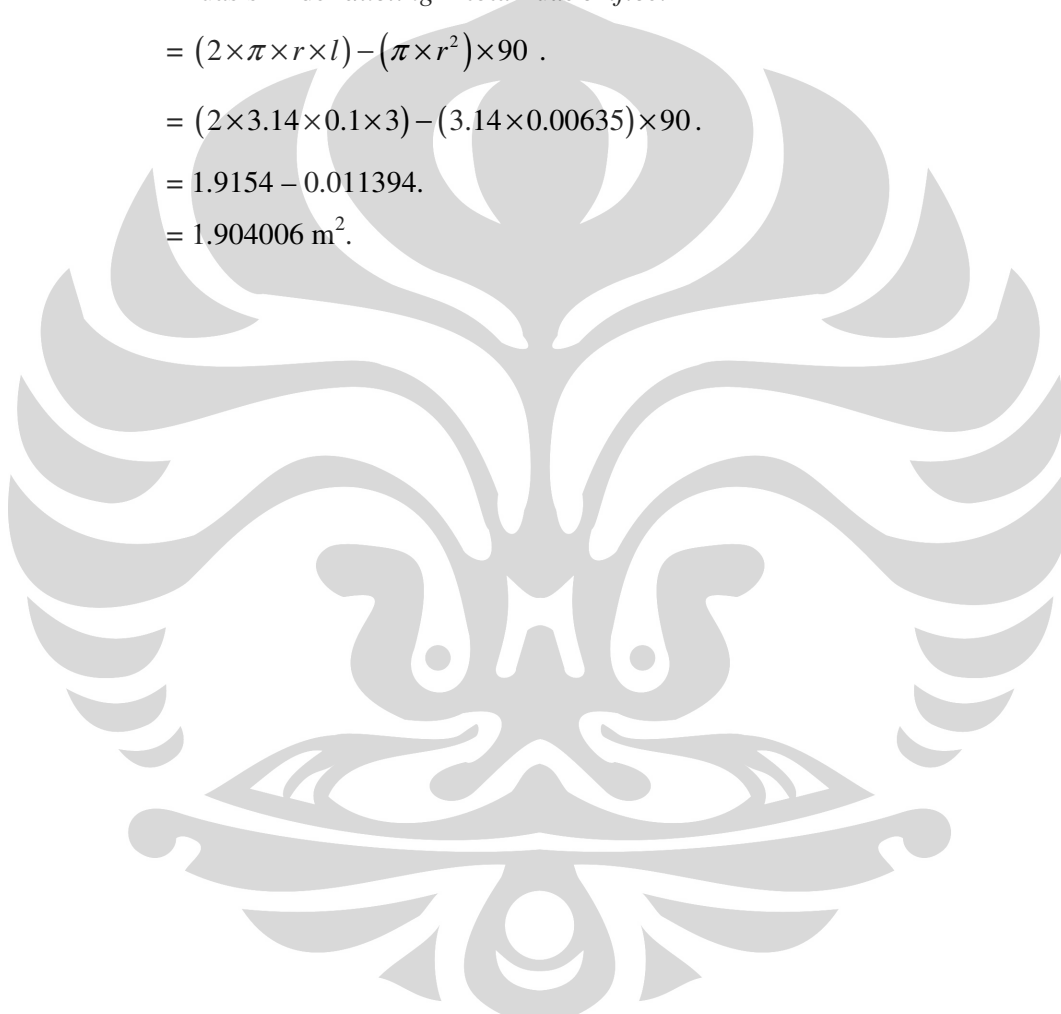 = (2×π×r×l)−(π×r²)×90 .
= (2×3.14×0.1×3)−(3.14×0.00635)×90.
= 1.9154 – 0.011394.
= 1.904006 m².